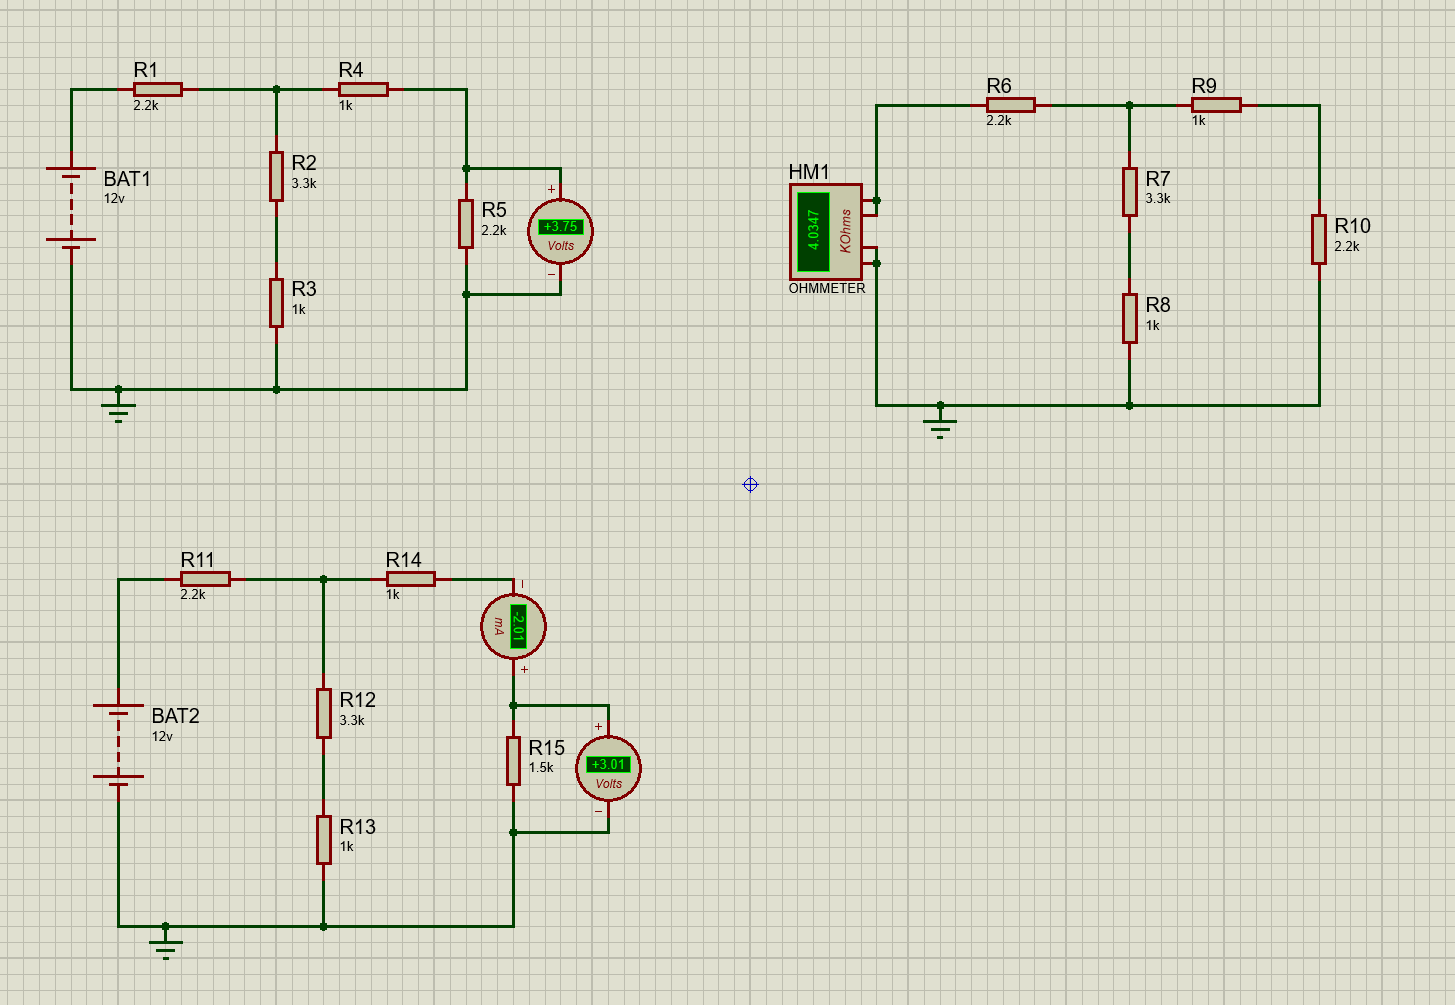 R1
2.2k
R4
1k
BAT1
12v
R2
3.3k
R3
1k
R5
2.2k
+
+3.75
Volts
−
HM1
4.0347
KOhms
OHMMETER
R6
2.2k
R9
1k
R7
3.3k
R8
1k
R10
2.2k
R11
2.2k
R14
1k
−
mA
-2.01
+
BAT2
12v
R12
3.3k
R13
1k
R15
1.5k
+
+3.01
Volts
−